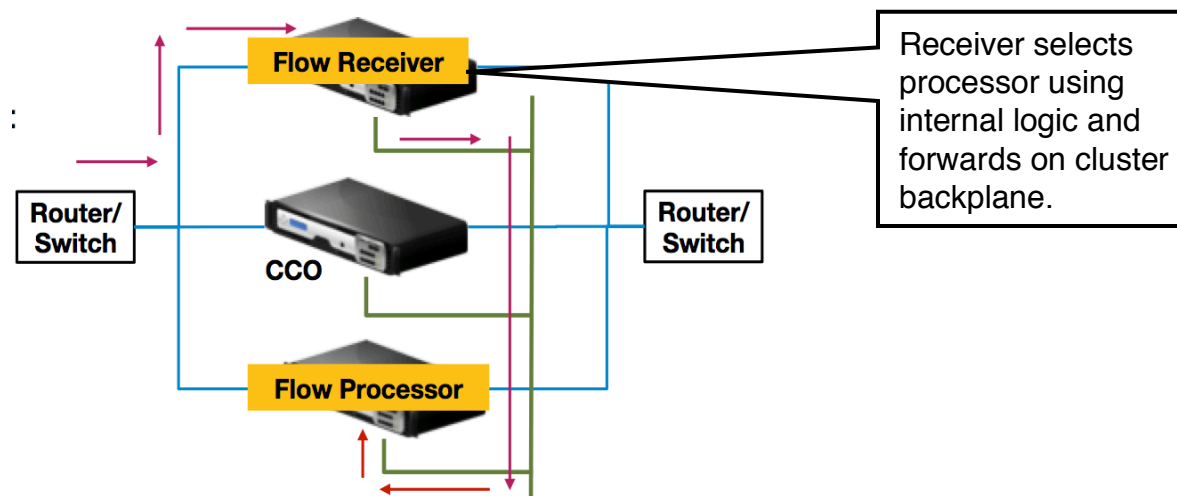 Flow Receiver
Receiver selects
processor using
internal logic and
forwards on cluster
backplane.
:
Router/
Switch
CCO
Router/
Switch
Flow Processor